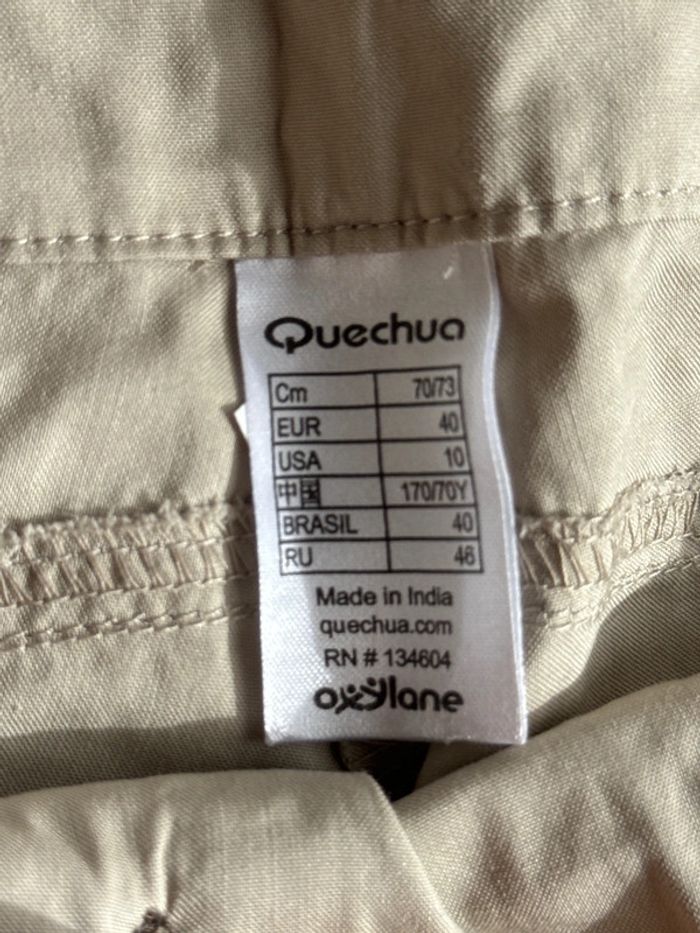 Quechua
Cm 70/73
EUR 40
USA 10
中国 170/70Y
BRASIL 40
RU 46
Made in India
quechua.com
RN # 134604
oxylane